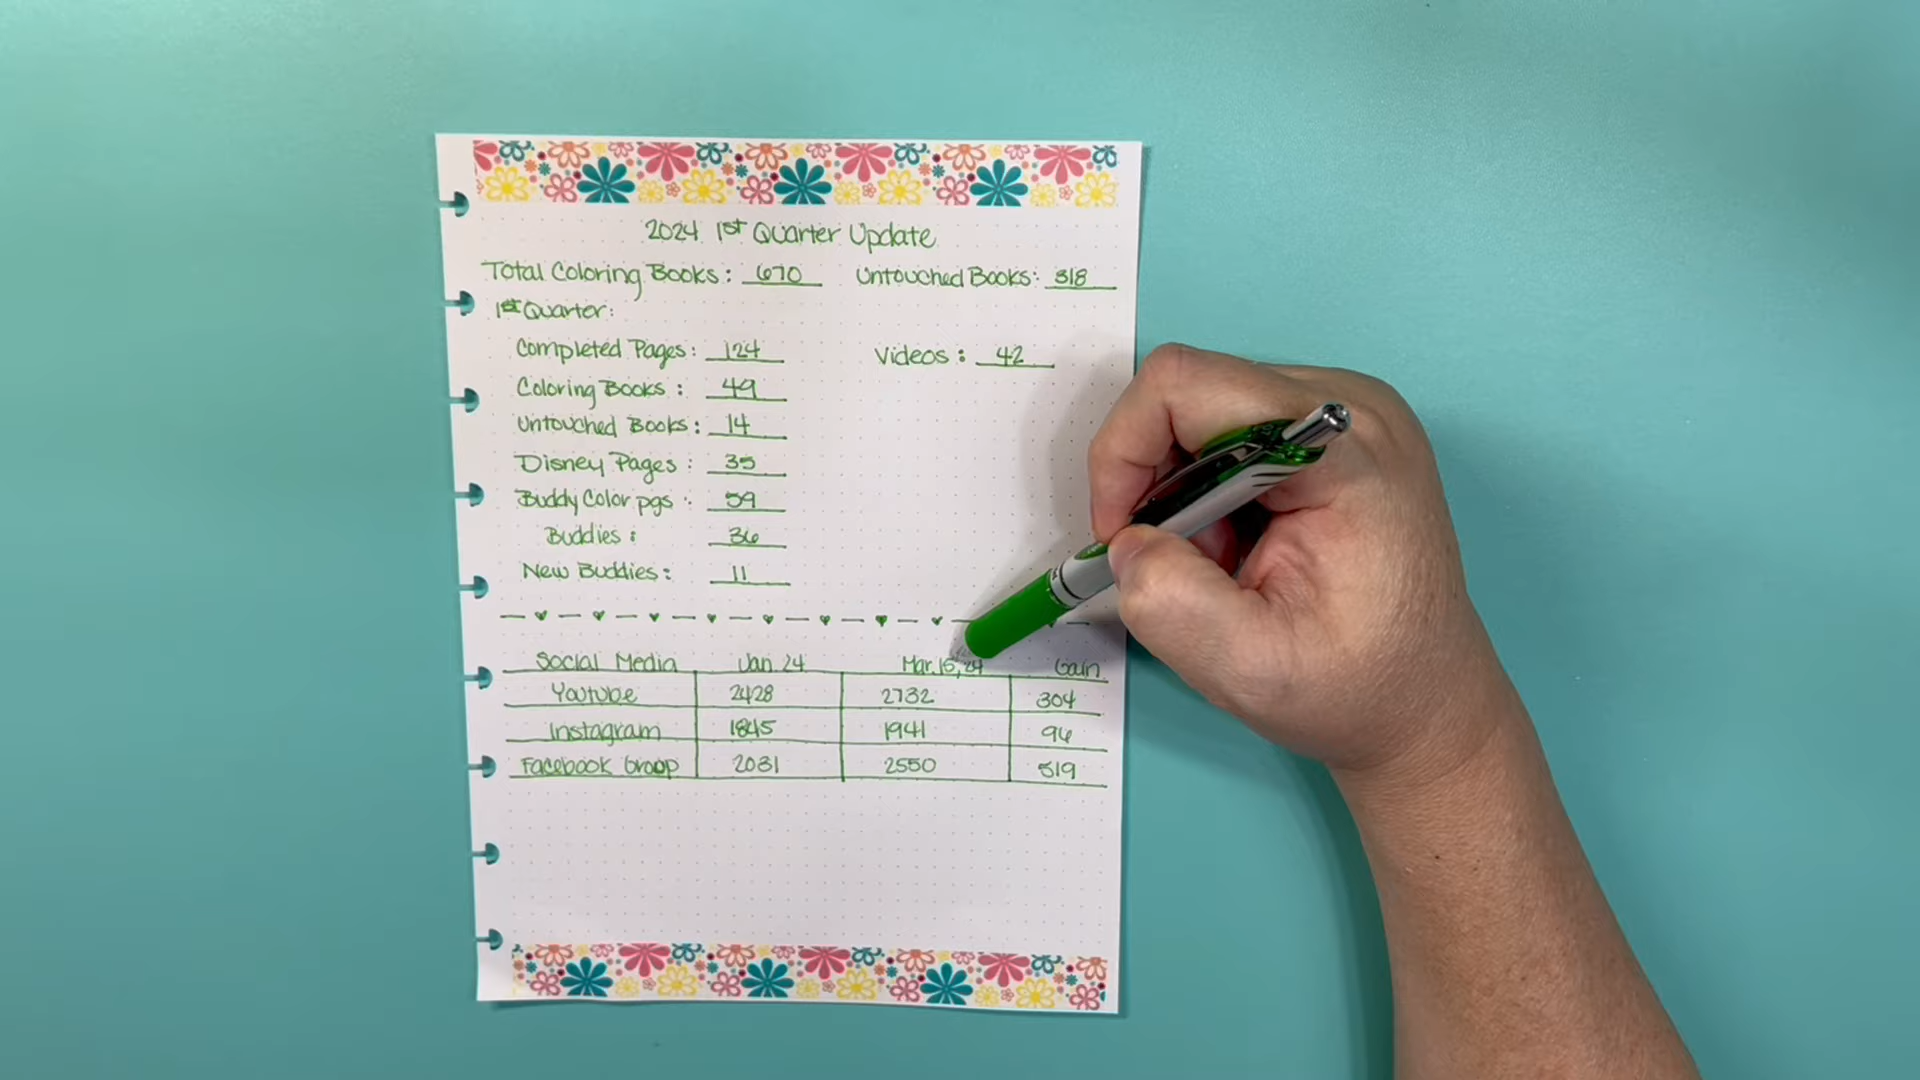 2024 1st Quarter Update
Total Coloring Books: 670 Untouched Books: 318
1st Quarter:
Completed Pages: 124 Videos: 42
Coloring Books: 49
Untouched Books: 14
Disney Pages: 35
Buddy Color pgs: 59
Buddies: 36
New Buddies: 11
Social Media Jan. 24 Mar. 15, 24 Gain
Youtube 2428 2732 304
Instagram 1845 1941 96
Facebook Group 2031 2550 519